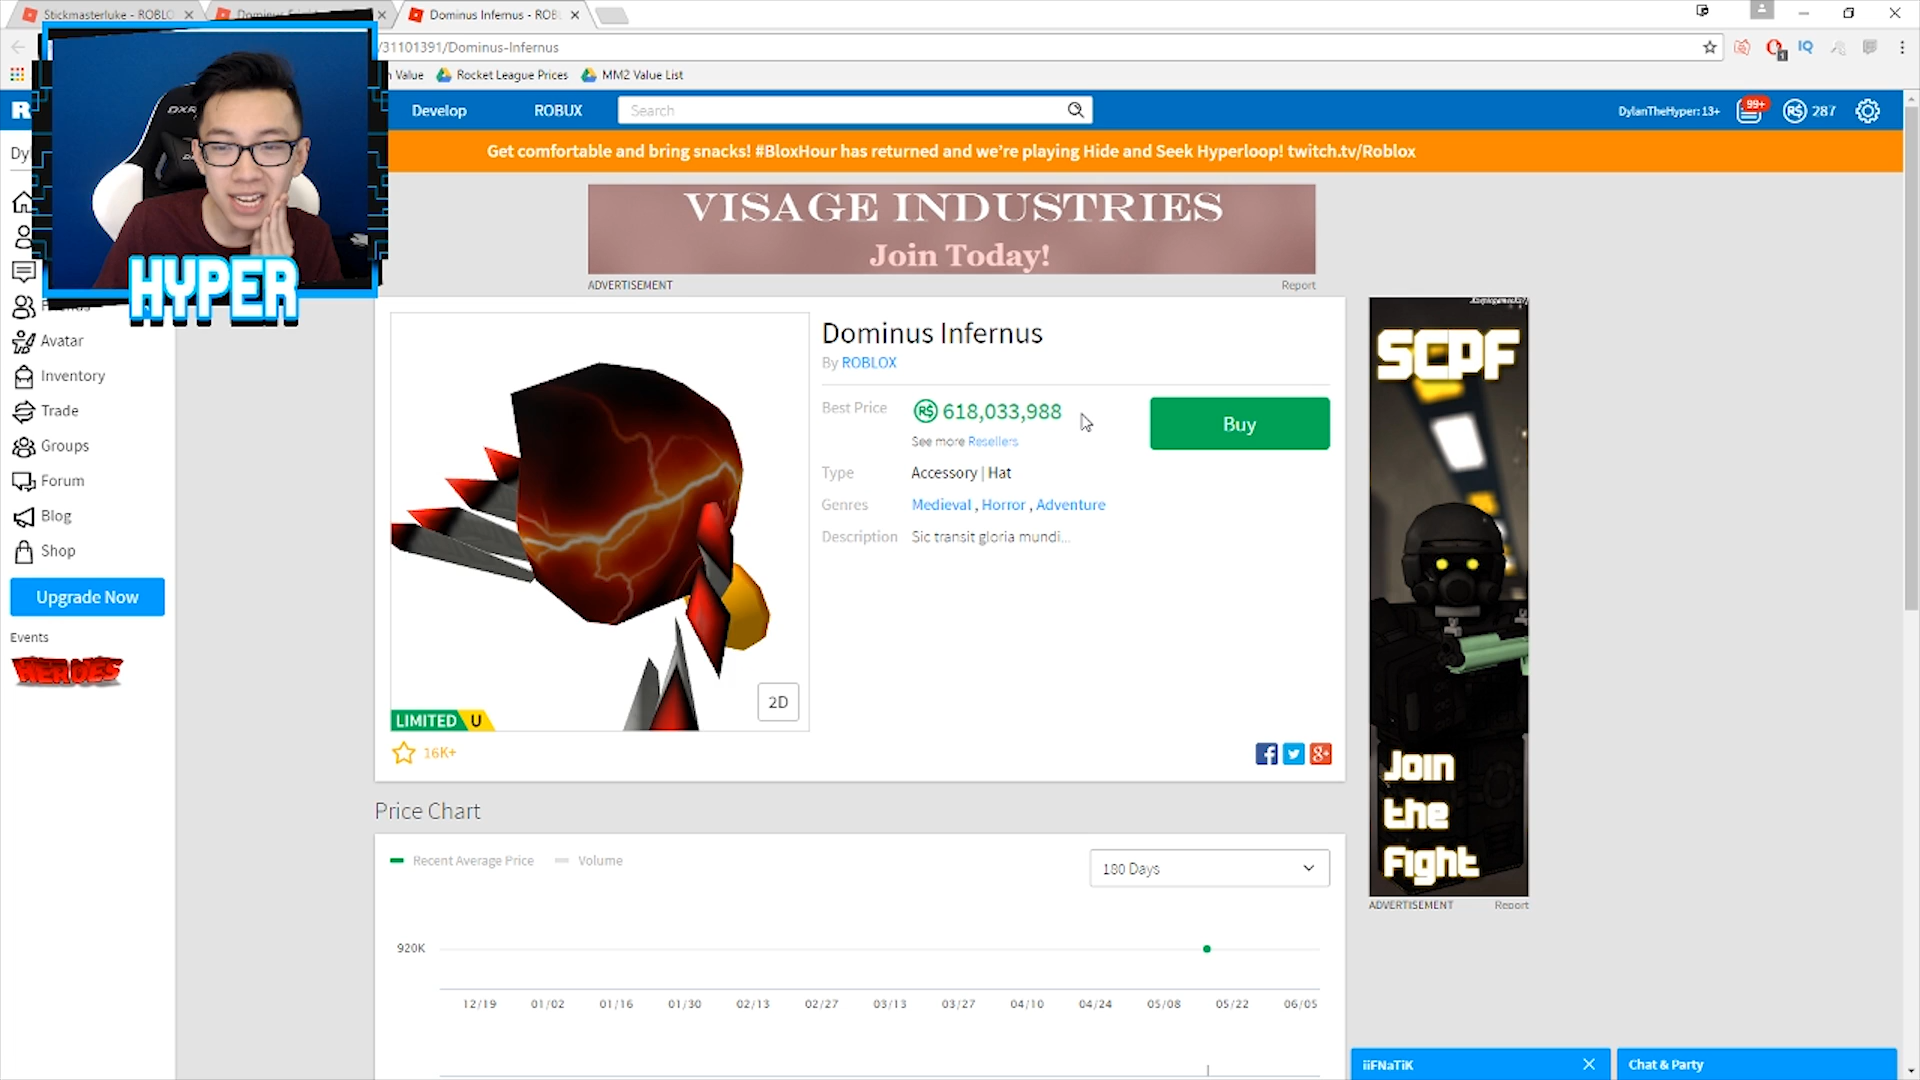 Stickmasterluke - ROBLO
Dominus Infernus - ROB
/31101391/Dominus-Infernus
n Value
Rocket League Prices
MM2 Value List
Develop
ROBUX
Search
DylanTheHyper: 13+
99+
R$ 287
Get comfortable and bring snacks! #BloxHour has returned and we're playing Hide and Seek Hyperloop! twitch.tv/Roblox
HYPER
VISAGE INDUSTRIES
Join Today!
ADVERTISEMENT
Report
Avatar
Inventory
Trade
Groups
Forum
Blog
Shop
Upgrade Now
Events
HEROES
Dominus Infernus
By ROBLOX
Best Price
R$ 618,033,988
See more Resellers
Buy
Type
Accessory | Hat
Genres
Medieval , Horror , Adventure
Description
Sic transit gloria mundi...
2D
LIMITED U
16K+
SCPF
Join
the
Fight
ADVERTISEMENT
Report
Price Chart
Recent Average Price
Volume
180 Days
920K
12/19 01/02 01/16 01/30 02/13 02/27 03/13 03/27 04/10 04/24 05/08 05/22 06/05
iiFNaTiK
Chat & Party